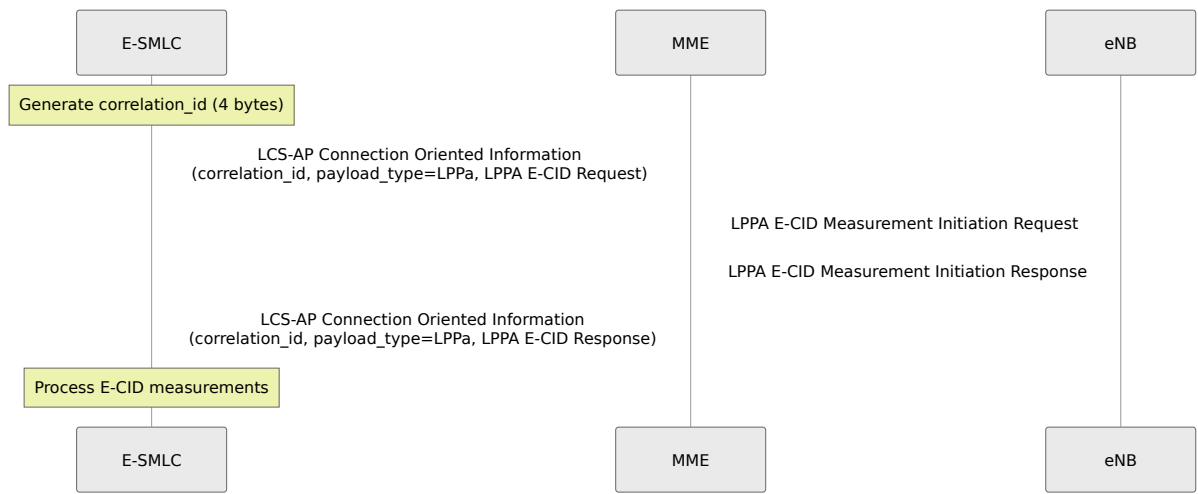 E-SMLC
MME
eNB
Generate correlation_id (4 bytes)
LCS-AP Connection Oriented Information
(correlation_id, payload_type=LPPa, LPPA E-CID Request)
LPPA E-CID Measurement Initiation Request
LPPA E-CID Measurement Initiation Response
LCS-AP Connection Oriented Information
(correlation_id, payload_type=LPPa, LPPA E-CID Response)
Process E-CID measurements
E-SMLC
MME
eNB